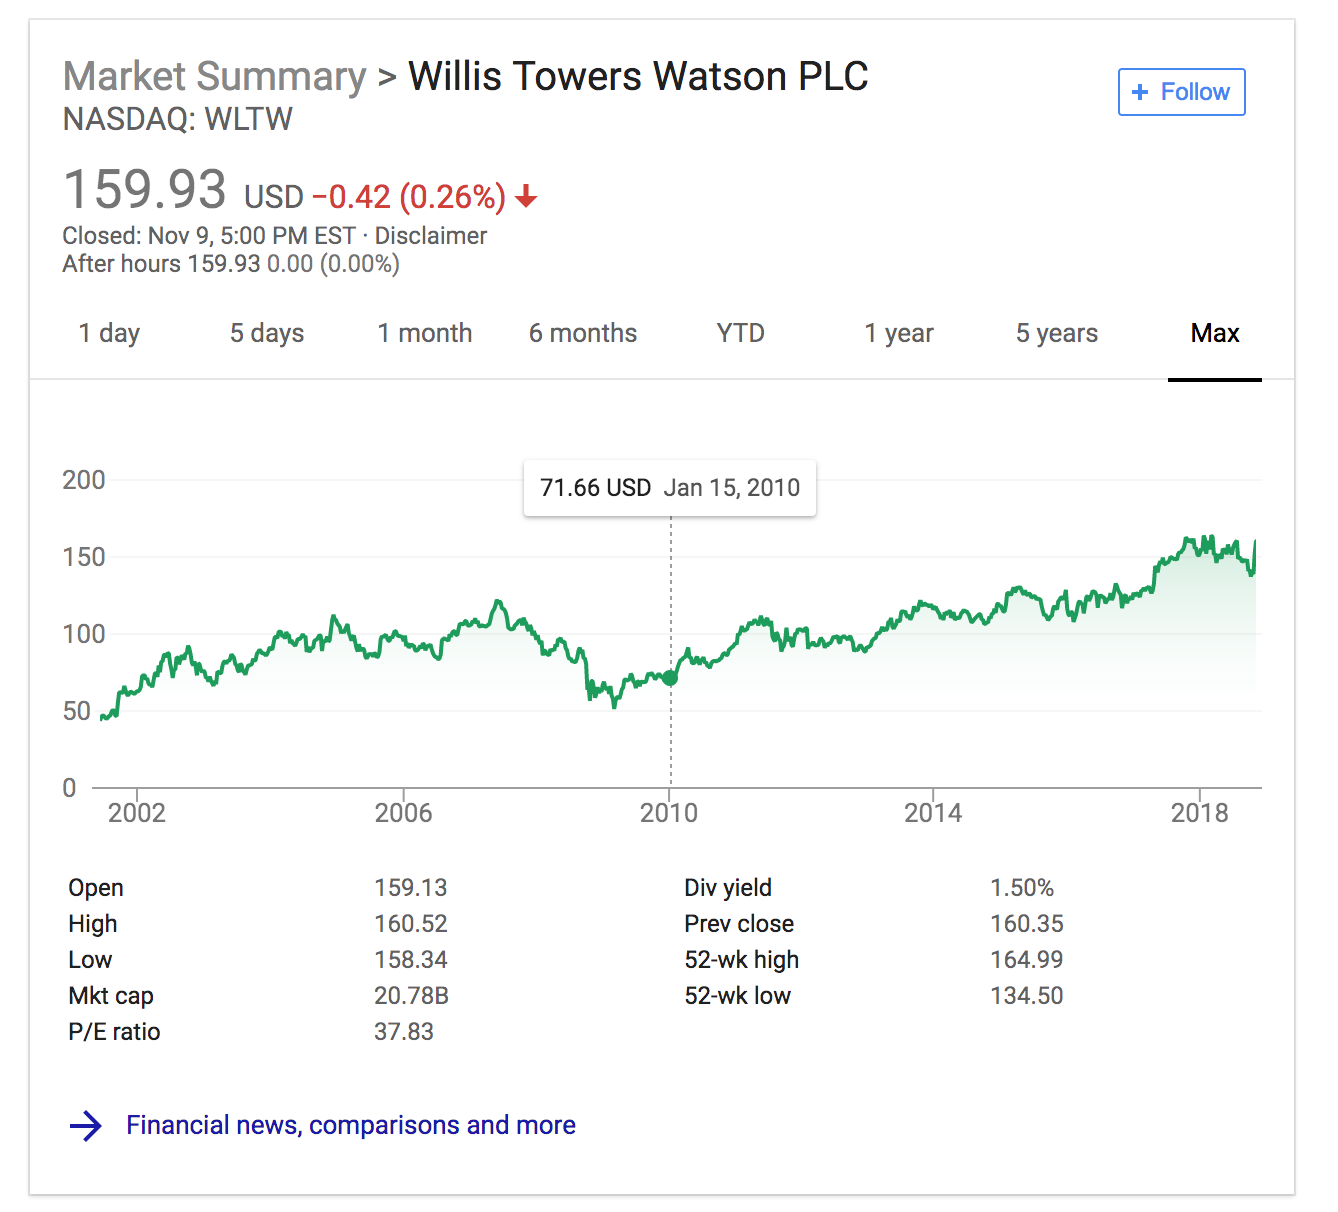 Market Summary > Willis Towers Watson PLC
NASDAQ: WLTW
+ Follow
159.93 USD −0.42 (0.26%)
Closed: Nov 9, 5:00 PM EST · Disclaimer
After hours 159.93 0.00 (0.00%)
1 day 5 days 1 month 6 months YTD 1 year 5 years Max
71.66 USD Jan 15, 2010
200
150
100
50
0
2002 2006 2010 2014 2018
Open 159.13 Div yield 1.50%
High 160.52 Prev close 160.35
Low 158.34 52-wk high 164.99
Mkt cap 20.78B 52-wk low 134.50
P/E ratio 37.83
Financial news, comparisons and more